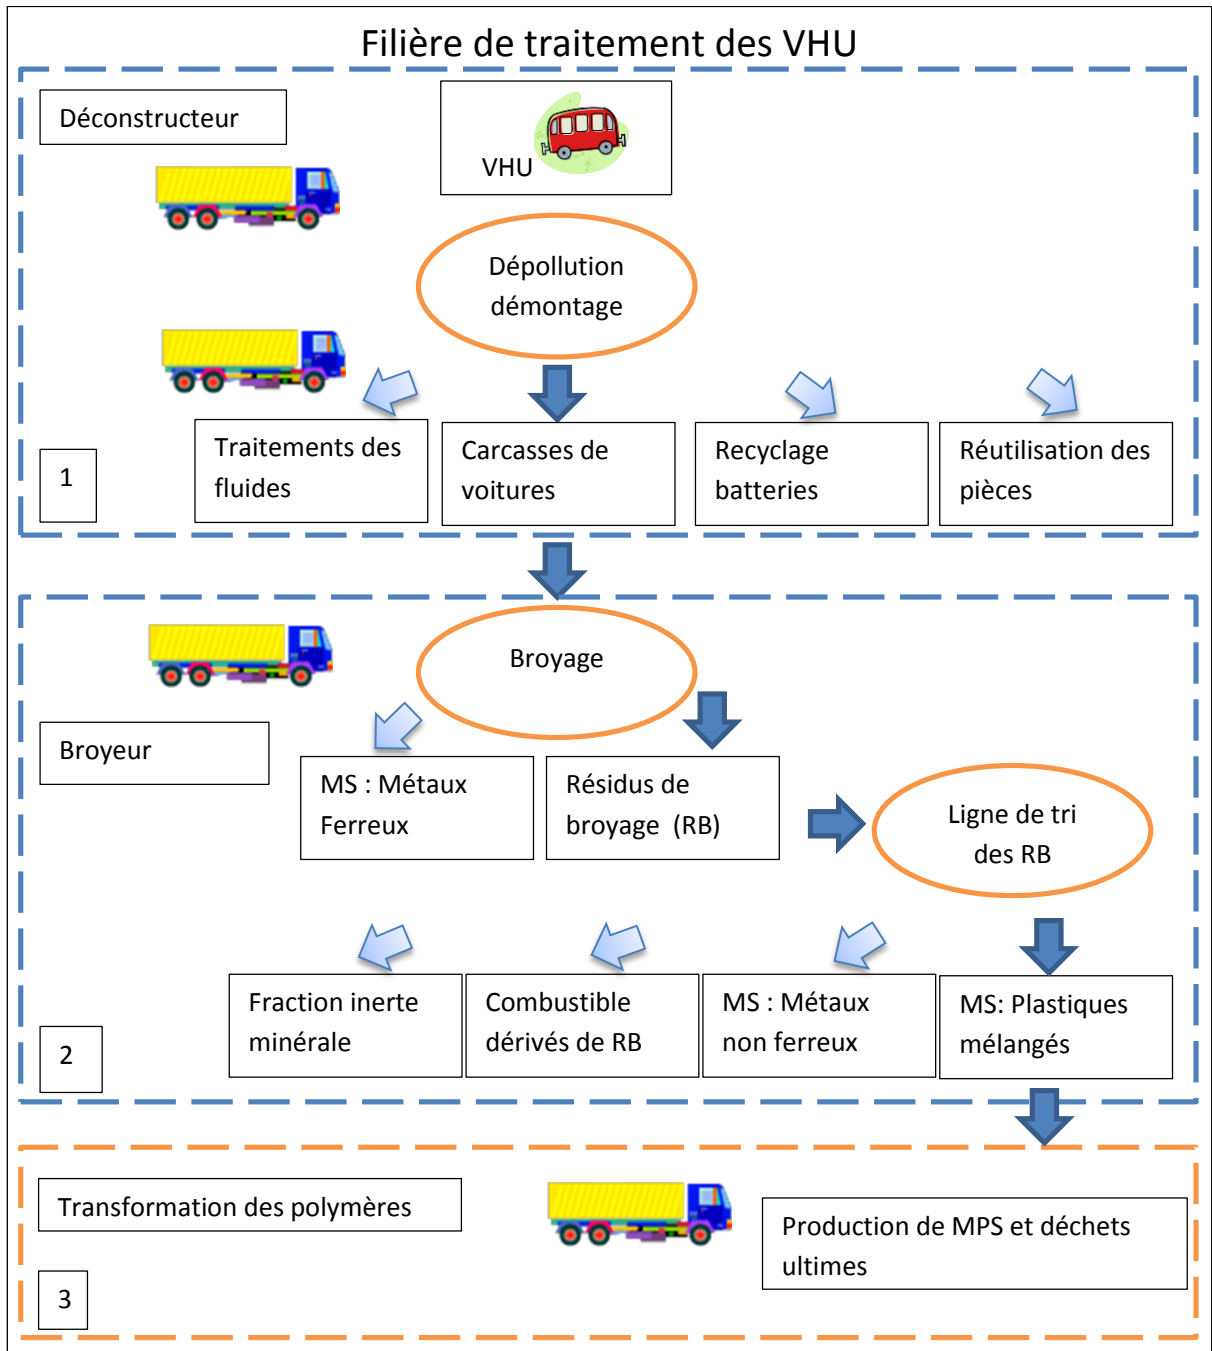 Filière de traitement des VHU
Déconstructeur
VHU
Dépollution
démontage
Traitements des
fluides
Carcasses de
voitures
Recyclage
batteries
Réutilisation des
pièces
1
Broyage
Broyeur
MS : Métaux
Ferreux
Résidus de
broyage (RB)
Ligne de tri
des RB
Fraction inerte
minérale
Combustible
dérivés de RB
MS : Métaux
non ferreux
MS: Plastiques
mélangés
2
Transformation des polymères
Production de MPS et déchets
ultimes
3